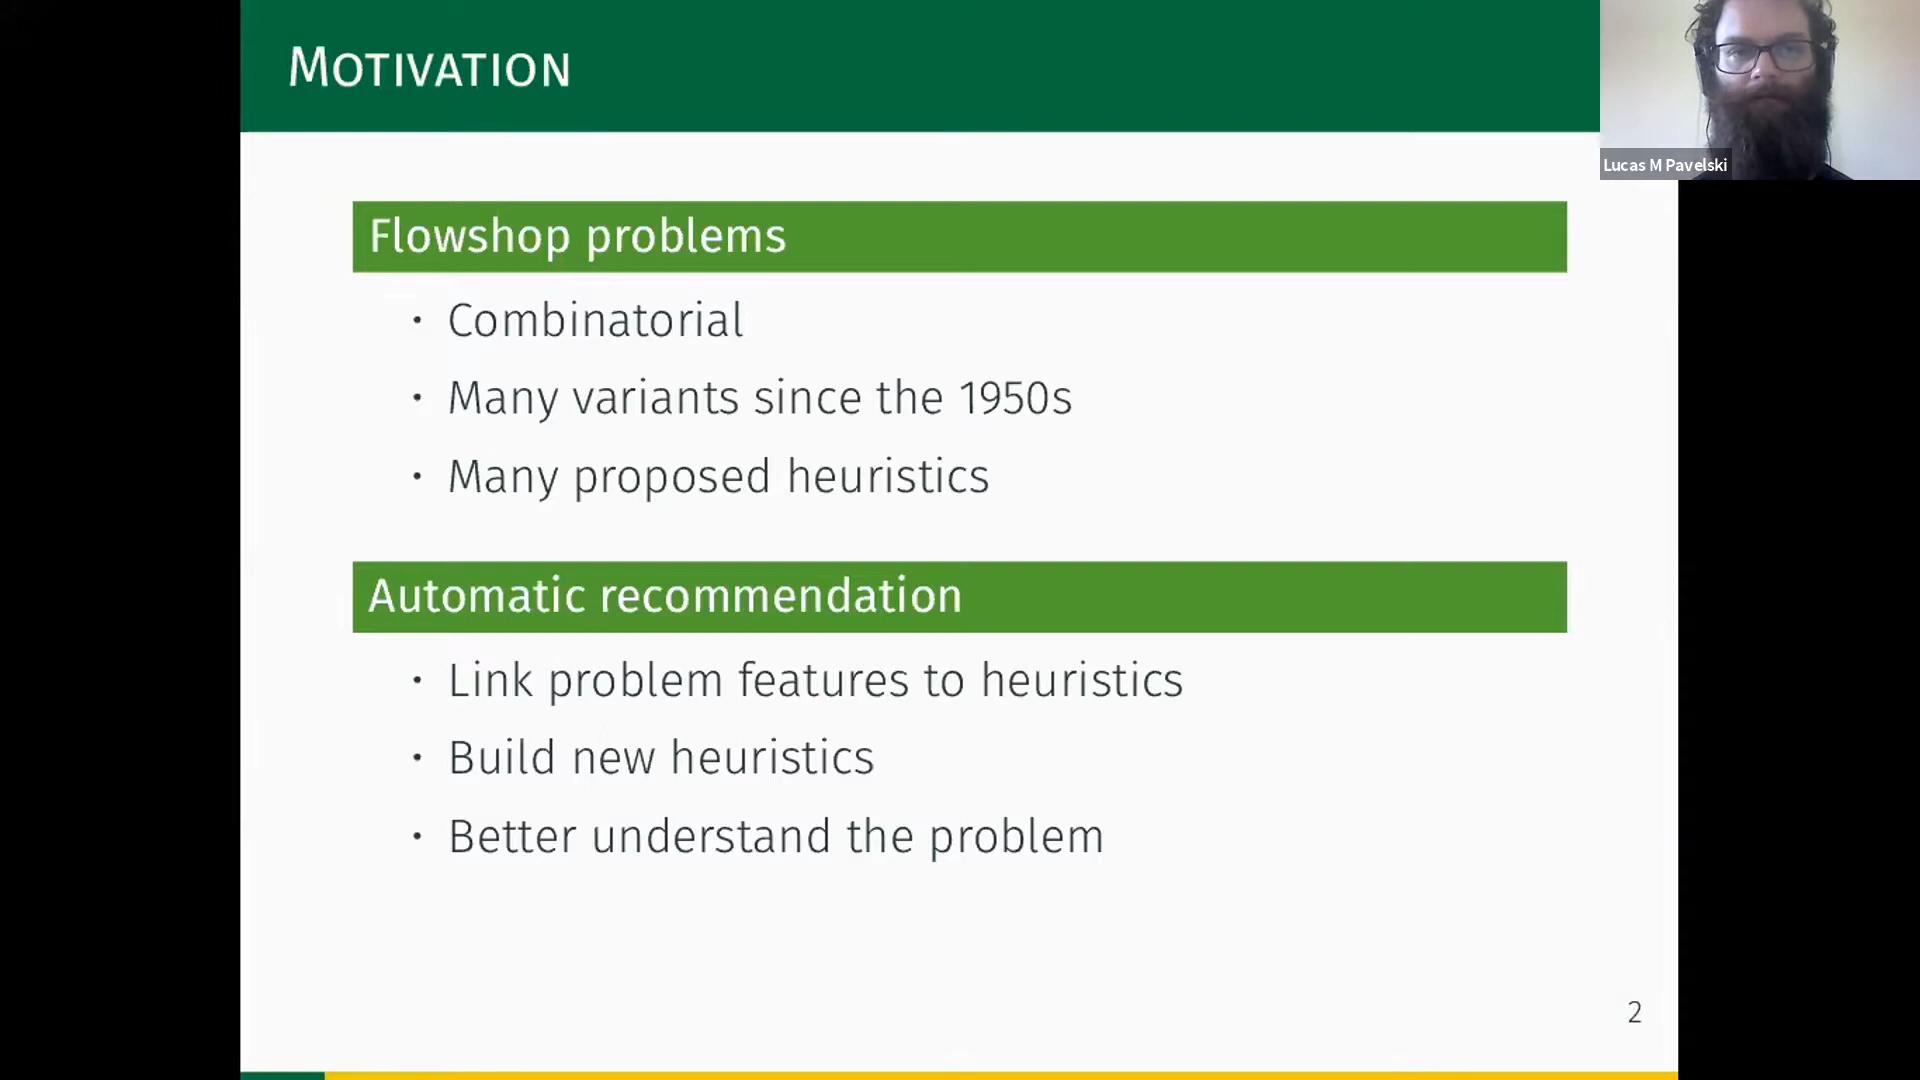 MOTIVATION
Lucas M Pavelski
Flowshop problems
· Combinatorial
· Many variants since the 1950s
· Many proposed heuristics
Automatic recommendation
· Link problem features to heuristics
· Build new heuristics
· Better understand the problem
2